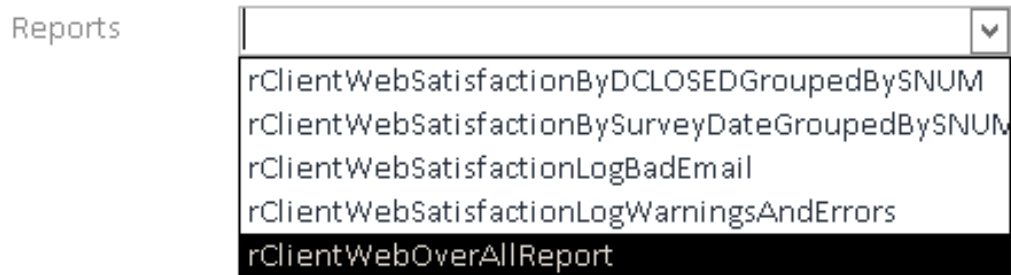 Reports
rClientWebSatisfactionByDCLOSEDGroupedBySNUM
rClientWebSatisfactionBySurveyDateGroupedBySNUM
rClientWebSatisfactionLogBadEmail
rClientWebSatisfactionLogWarningsAndErrors
rClientWebOverAllReport